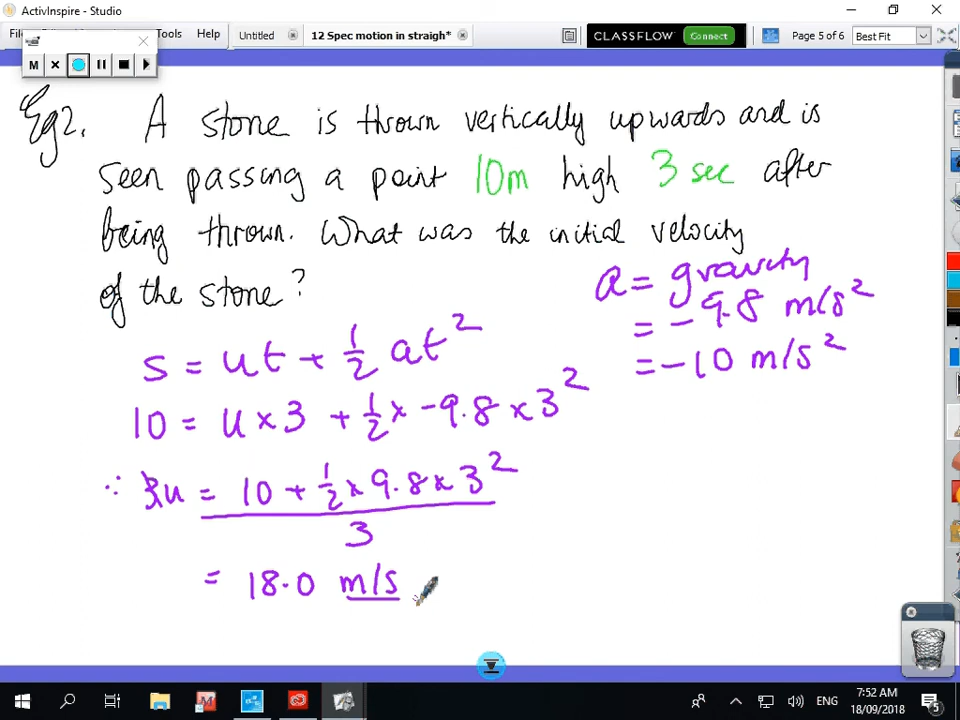 ActivInspire - Studio
Tools Help Untitled 12 Spec motion in straigh* CLASSFLOW Connect Page 5 of 6 Best Fit
M
Eg2. A stone is thrown vertically upwards and is
seen passing a point 10m high 3 sec after
being thrown. What was the initial velocity
of the stone?
a = gravity
= -9.8 m/s²
= -10 m/s²
s = ut + ½ at²
10 = u × 3 + ½ × -9.8 × 3²
∵ u = 10 + ½ × 9.8 × 3²
3
= 18.0 m/s
ENG 7:52 AM
18/09/2018
5